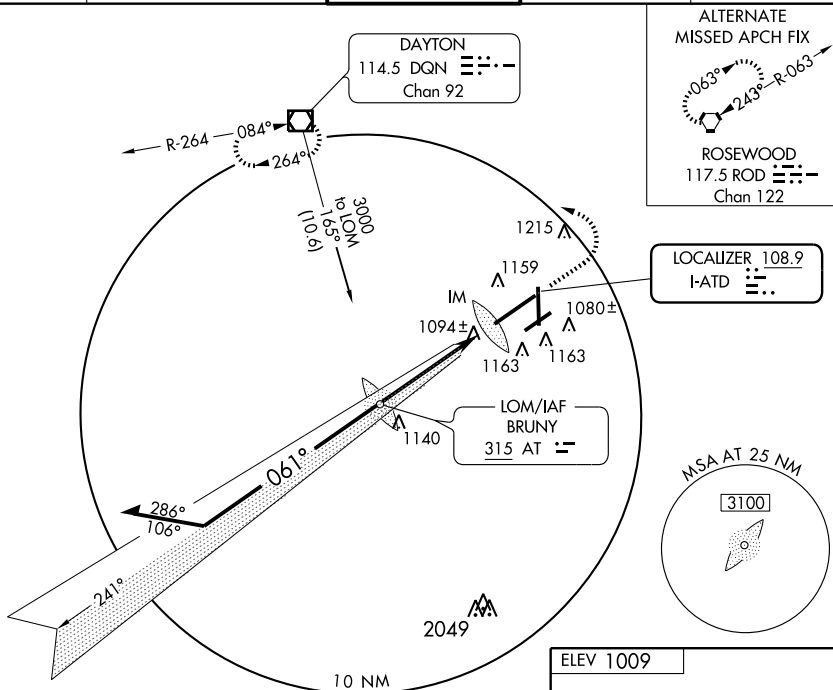 ALTERNATE
MISSED APCH FIX
063°
243°
R-063
ROSEWOOD
117.5 ROD
Chan 122
DAYTON
114.5 DQN
Chan 92
R-264
084°
264°
3000
to LOM
165°
(10.6)
1215
1159
LOCALIZER 108.9
I-ATD
IM
1094±
1080±
1163
1163
LOM/IAF
BRUNY
315 AT
1140
061°
286°
106°
241°
MSA AT 25 NM
3100
2049
10 NM
ELEV 1009